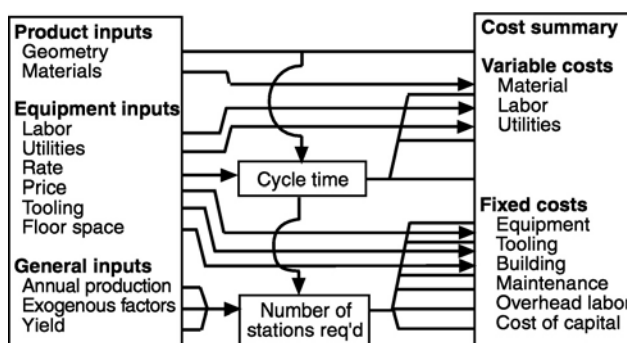 Product inputs
Geometry
Materials
Equipment inputs
Labor
Utilities
Rate
Price
Tooling
Floor space
General inputs
Annual production
Exogenous factors
Yield
Cycle time
Number of
stations req'd
Cost summary
Variable costs
Material
Labor
Utilities
Fixed costs
Equipment
Tooling
Building
Maintenance
Overhead labor
Cost of capital